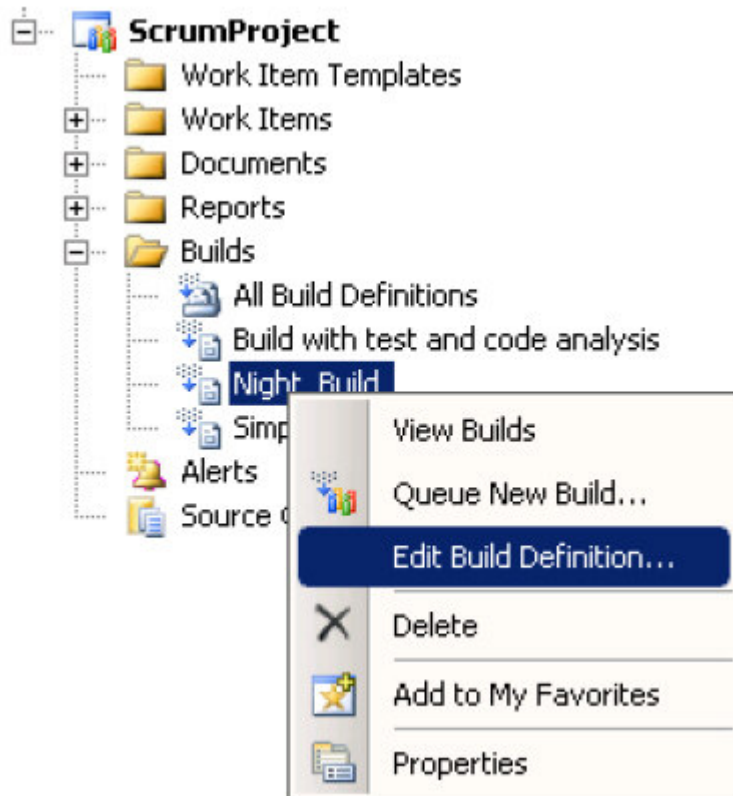 ScrumProject
Work Item Templates
Work Items
Documents
Reports
Builds
All Build Definitions
Build with test and code analysis
Night_Build
Simp
Alerts
Source
View Builds
Queue New Build...
Edit Build Definition...
Delete
Add to My Favorites
Properties